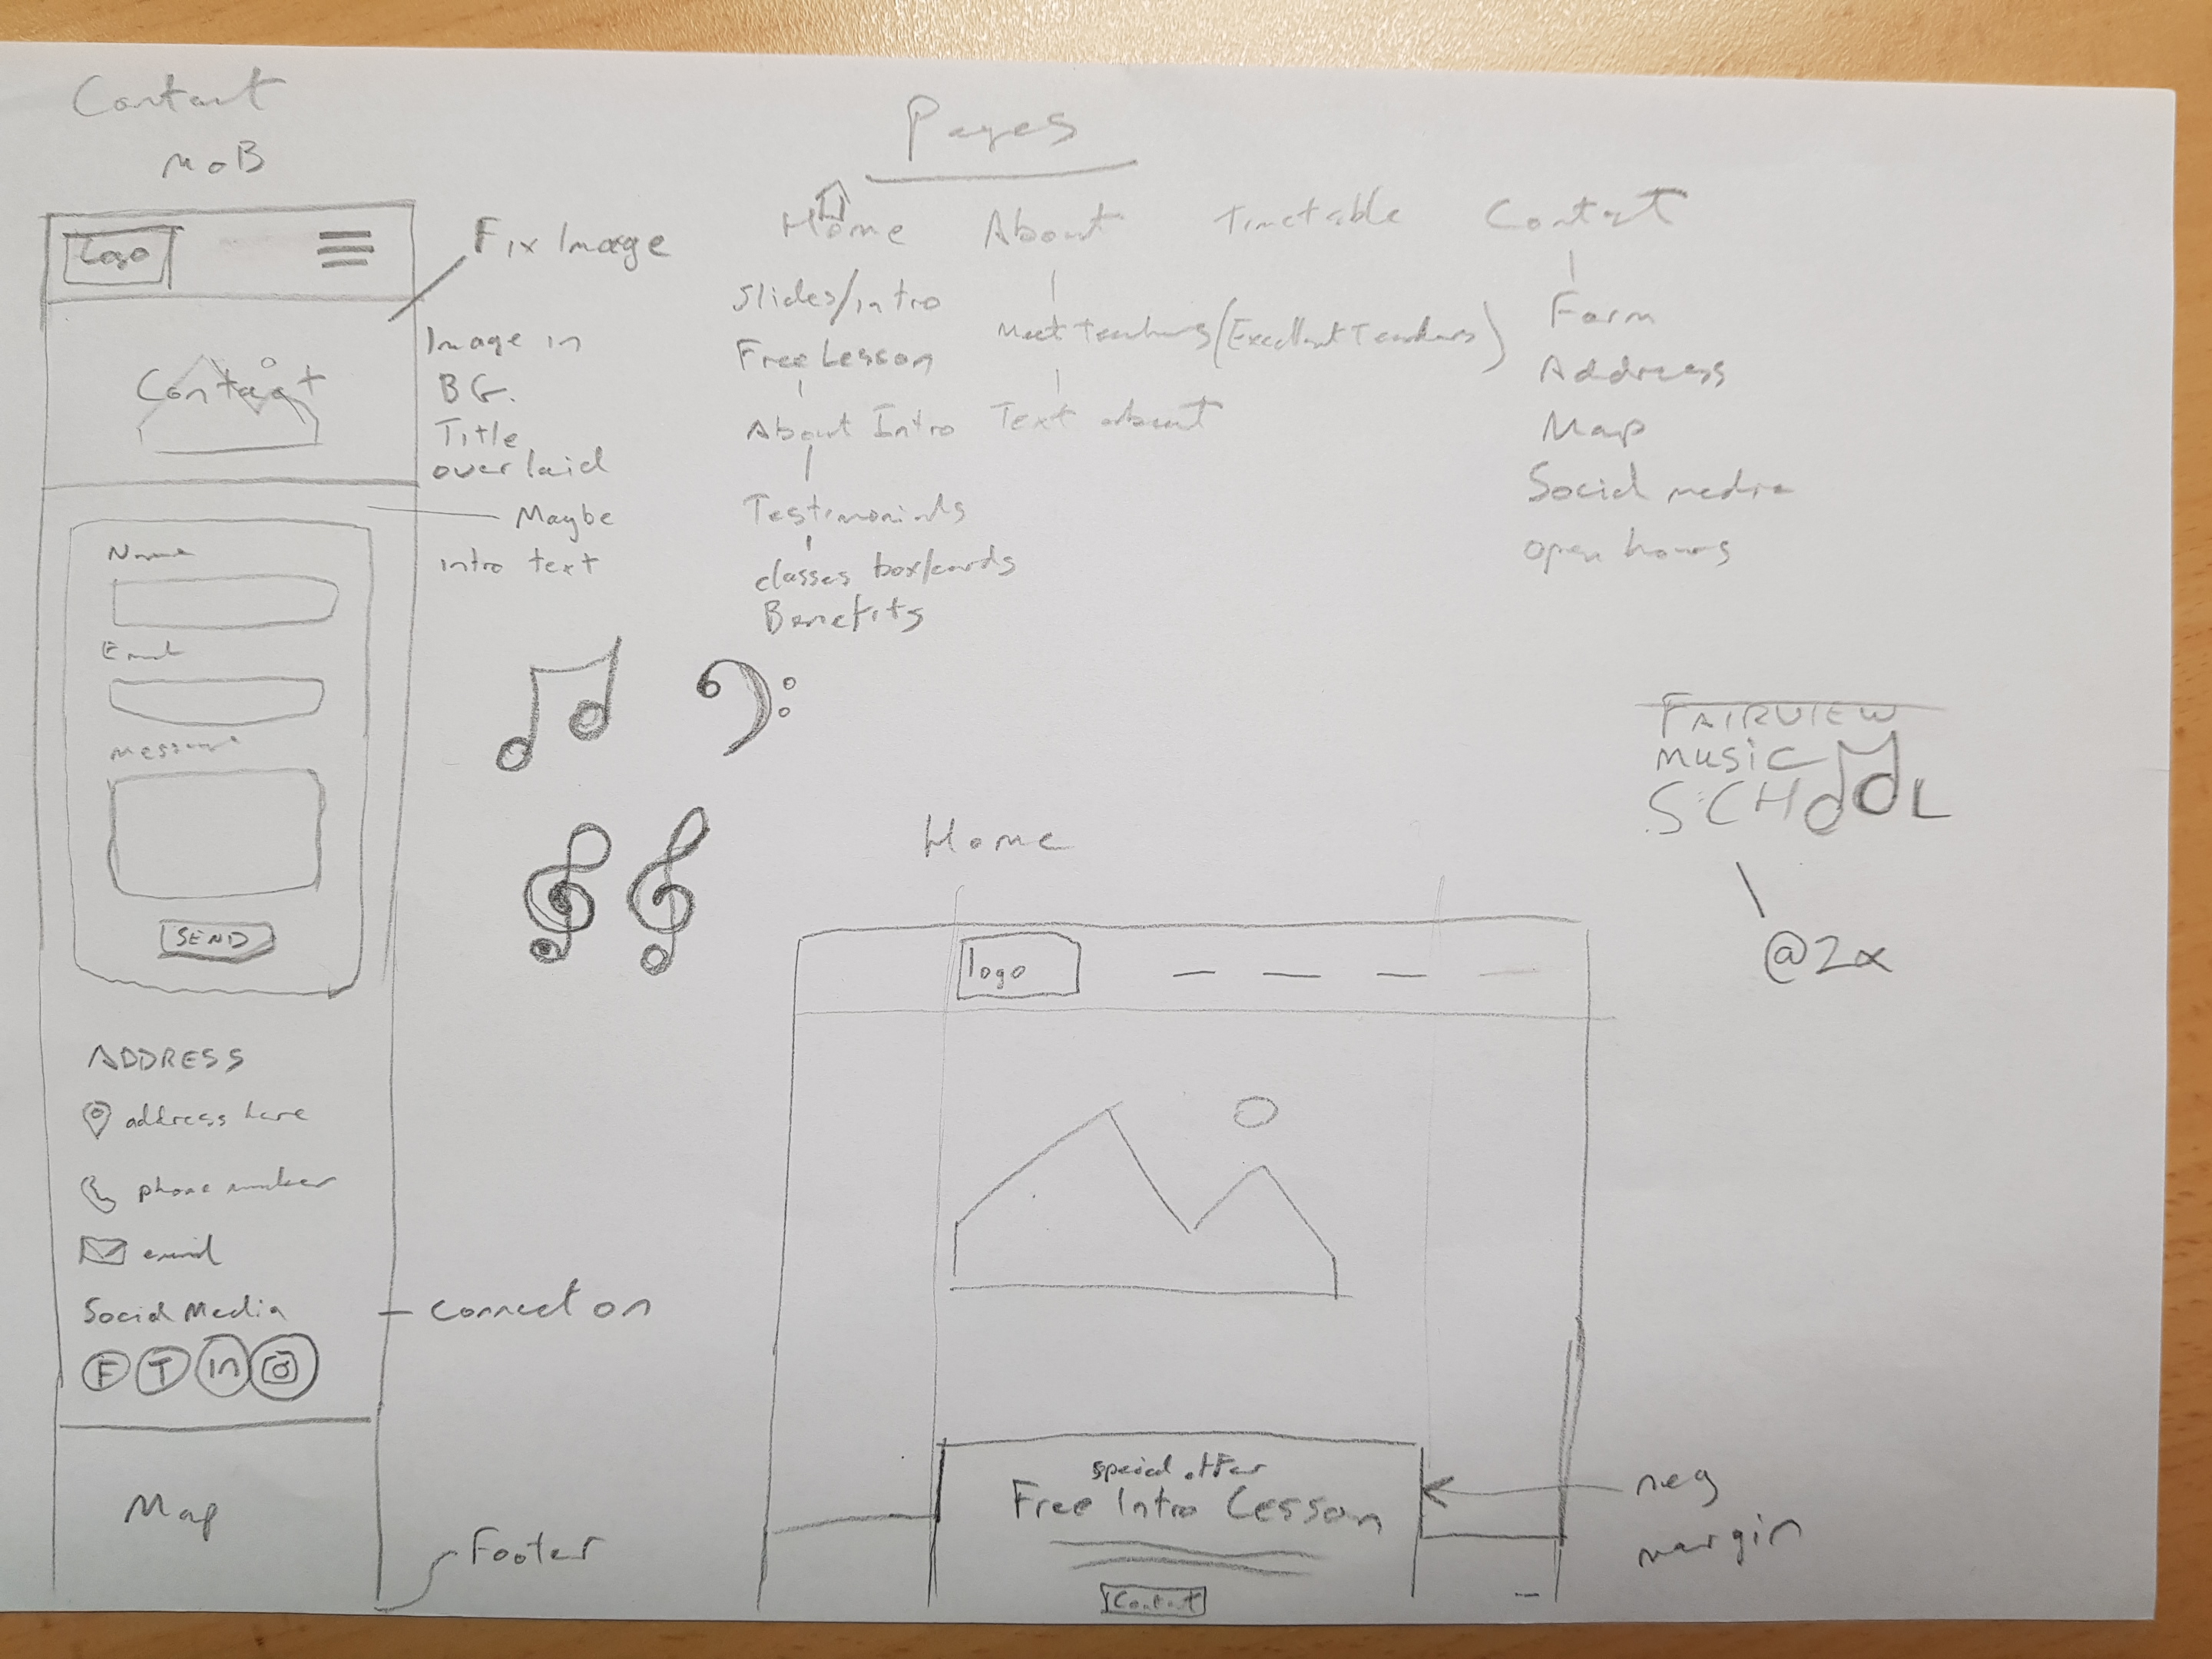 Contact
MOB
Logo
Fix Image
Contact
Image in
BG.
Title
overlaid
Maybe
intro text
Name
Email
Message
SEND
ADDRESS
address here
phone number
email
Social Media
connect on
F T in
Map
Footer
Pages
Home
Slides/intro
Free Lesson
About Intro
Testimonials
classes box/cards
Benefits
About
Meet teachers (Excellent Teachers)
Text about
Timetable
Contact
Form
Address
Map
Social media
open hours
FAIRVIEW
MUSIC
SCHOOL
@2x
Home
logo
special offer
Free Intro Lesson
Contact
neg
margin